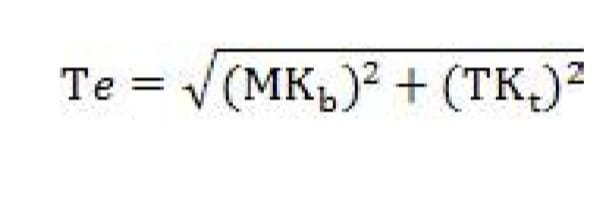 Te = √(MK_b)² + (TK_t)²